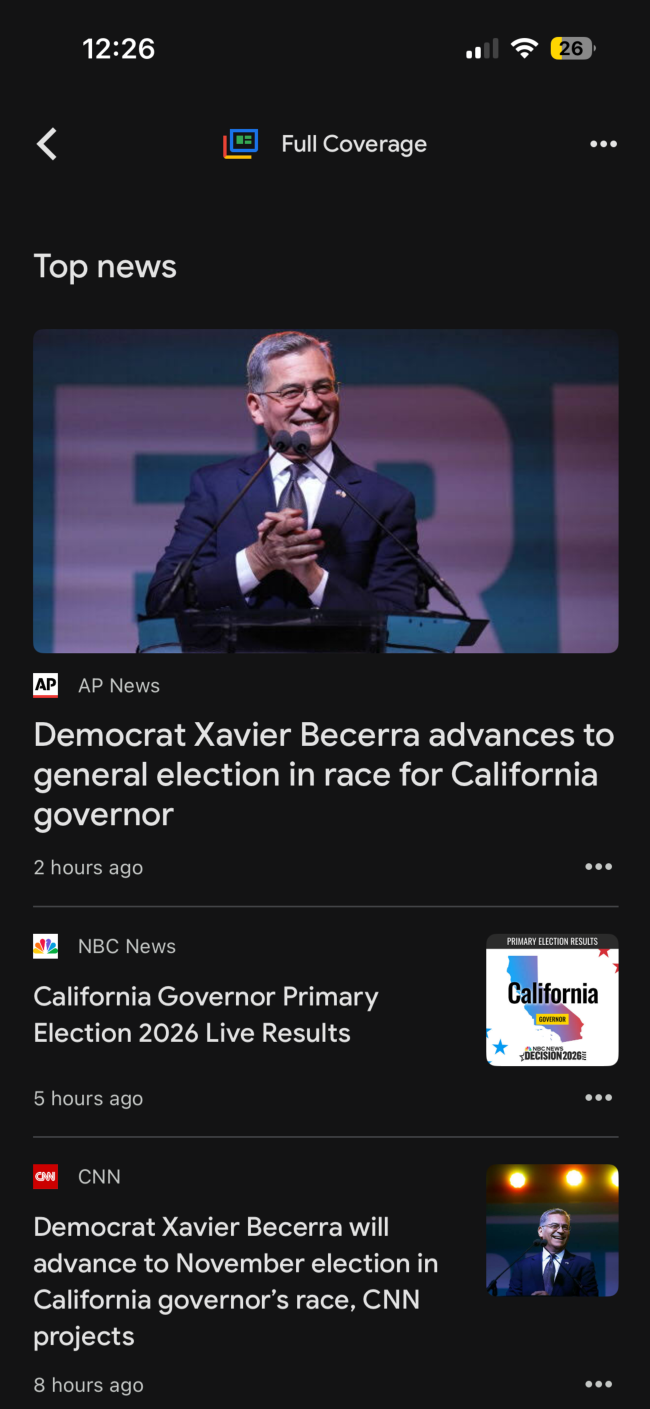 12:26
26
Full Coverage
Top news
AP
AP News
Democrat Xavier Becerra advances to
general election in race for California
governor
2 hours ago
NBC News
California Governor Primary
Election 2026 Live Results
5 hours ago
PRIMARY ELECTION RESULTS
California
GOVERNOR
NBC NEWS
DECISION 2026
CNN
CNN
Democrat Xavier Becerra will
advance to November election in
California governor’s race, CNN
projects
8 hours ago